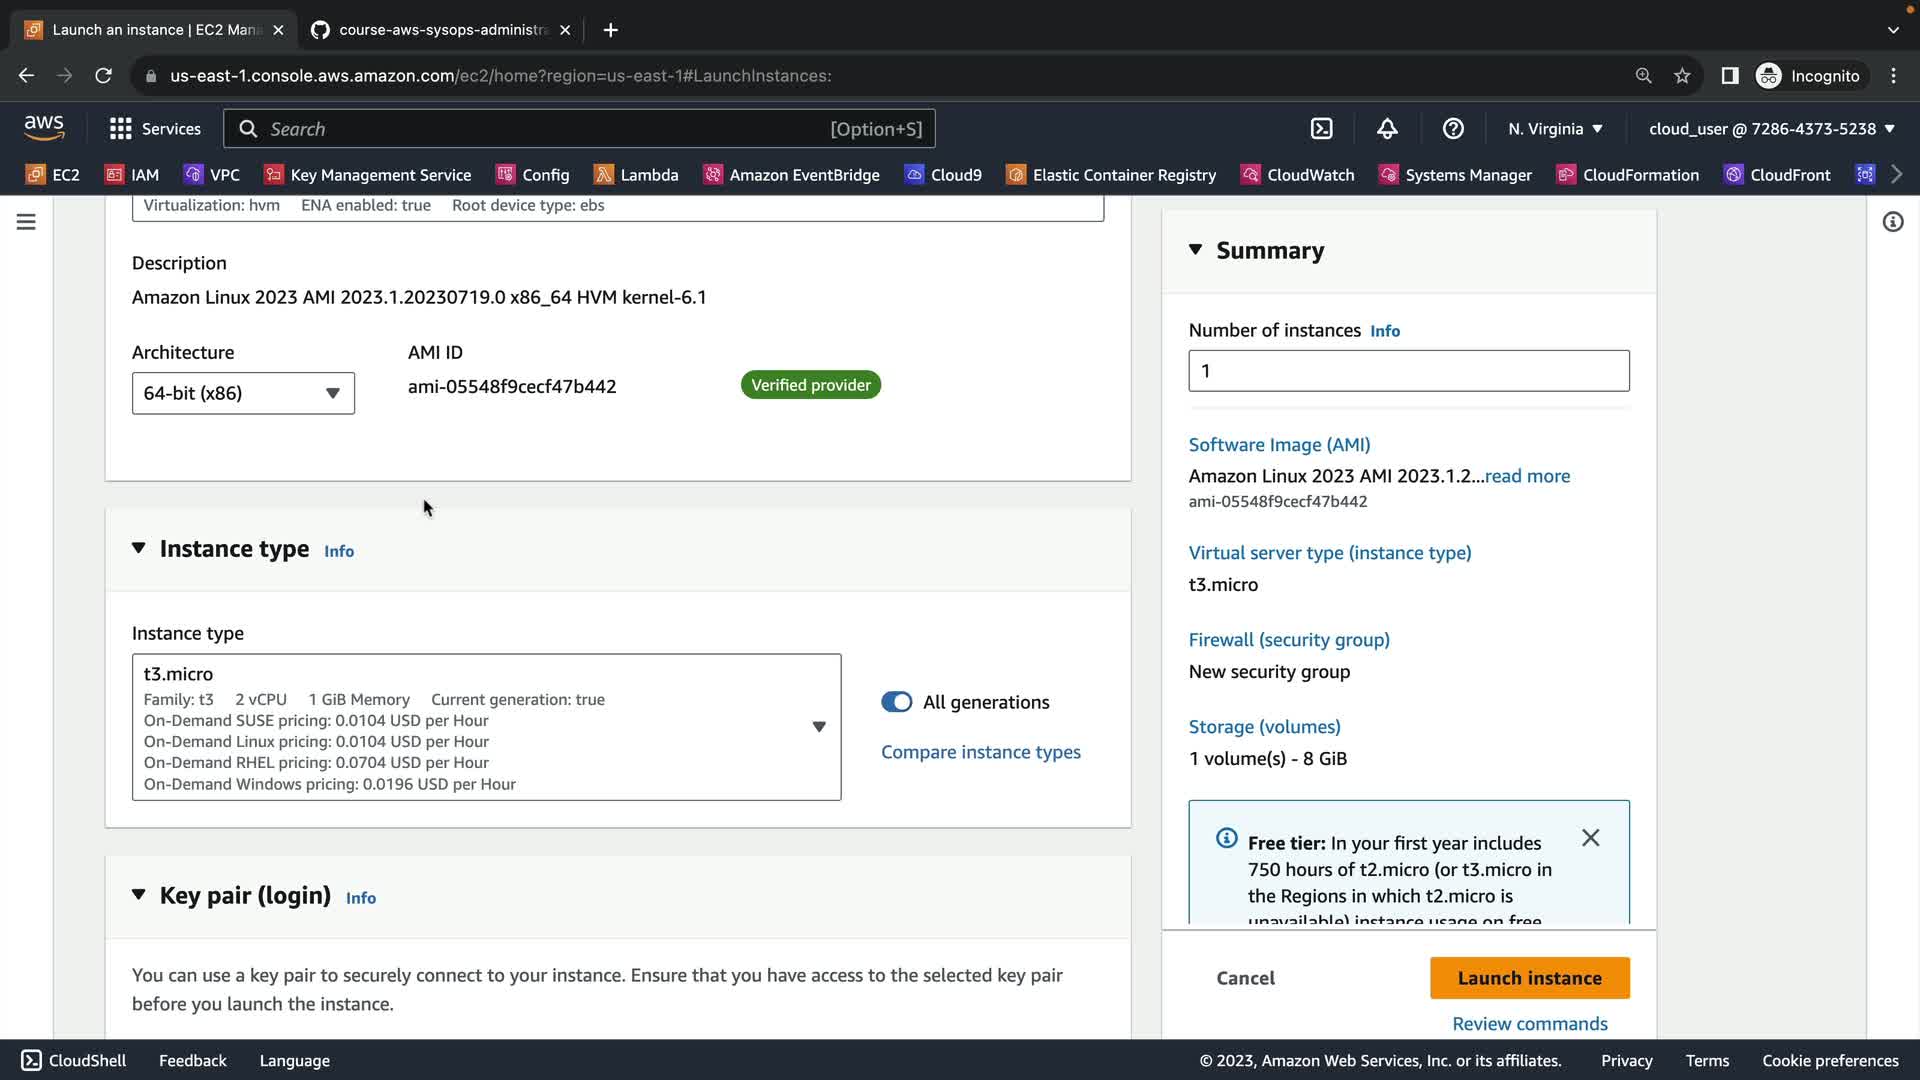 Launch an instance | EC2 Mana
course-aws-sysops-administra
us-east-1.console.aws.amazon.com/ec2/home?region=us-east-1#LaunchInstances:
Incognito
aws
Services
Search
[Option+S]
N. Virginia
cloud_user @ 7286-4373-5238
EC2
IAM
VPC
Key Management Service
Config
Lambda
Amazon EventBridge
Cloud9
Elastic Container Registry
CloudWatch
Systems Manager
CloudFormation
CloudFront
Virtualization: hvm ENA enabled: true Root device type: ebs
Description
Amazon Linux 2023 AMI 2023.1.20230719.0 x86_64 HVM kernel-6.1
Architecture
AMI ID
64-bit (x86)
ami-05548f9cecf47b442
Verified provider
Instance type Info
Instance type
t3.micro
Family: t3 2 vCPU 1 GiB Memory Current generation: true
On-Demand SUSE pricing: 0.0104 USD per Hour
On-Demand Linux pricing: 0.0104 USD per Hour
On-Demand RHEL pricing: 0.0704 USD per Hour
On-Demand Windows pricing: 0.0196 USD per Hour
All generations
Compare instance types
Key pair (login) Info
You can use a key pair to securely connect to your instance. Ensure that you have access to the selected key pair
before you launch the instance.
Summary
Number of instances Info
1
Software Image (AMI)
Amazon Linux 2023 AMI 2023.1.2...read more
ami-05548f9cecf47b442
Virtual server type (instance type)
t3.micro
Firewall (security group)
New security group
Storage (volumes)
1 volume(s) - 8 GiB
Free tier: In your first year includes
750 hours of t2.micro (or t3.micro in
the Regions in which t2.micro is
unavailable) instance usage on free
Cancel
Launch instance
Review commands
CloudShell
Feedback
Language
© 2023, Amazon Web Services, Inc. or its affiliates.
Privacy
Terms
Cookie preferences